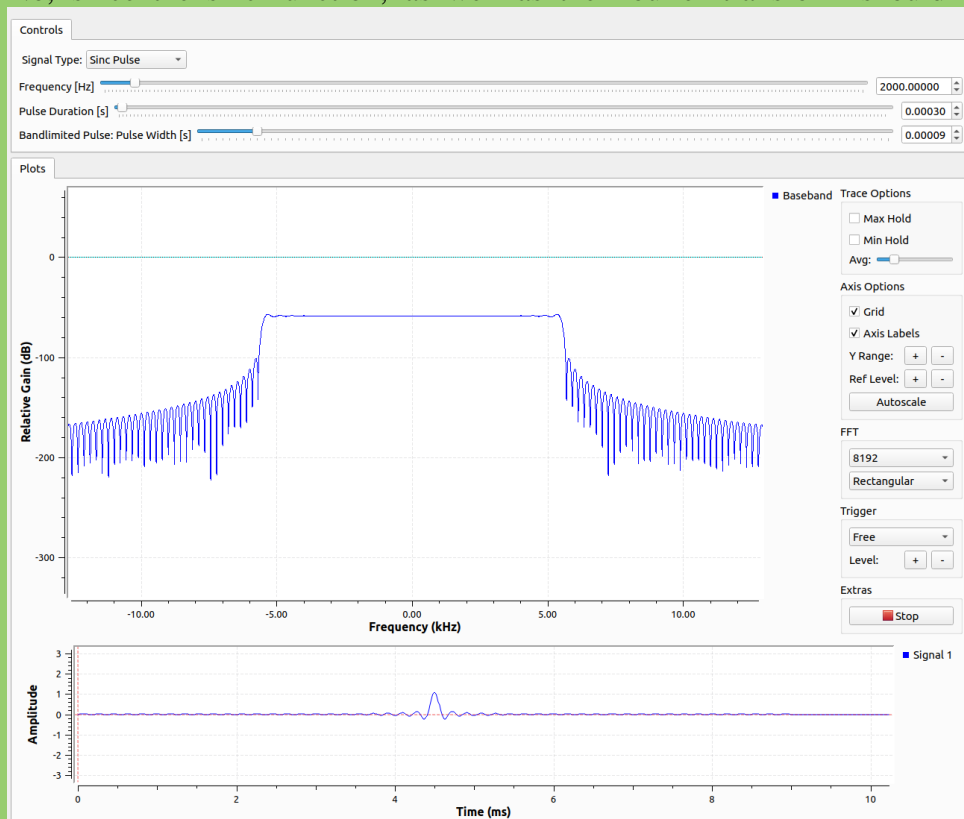 Controls
Signal Type: Sinc Pulse
Frequency [Hz] 2000.00000
Pulse Duration [s] 0.00030
Bandlimited Pulse: Pulse Width [s] 0.00009
Plots
Baseband
Trace Options
Max Hold
Min Hold
Avg:
Axis Options
Grid
Axis Labels
Y Range: + -
Ref Level: + -
Autoscale
FFT
8192
Rectangular
Trigger
Free
Level: + -
Extras
Stop
Relative Gain (dB)
0
-100
-200
-300
-10.00 -5.00 0.00 5.00 10.00
Frequency (kHz)
Signal 1
Amplitude
3
2
1
0
-1
-2
-3
0 2 4 6 8 10
Time (ms)